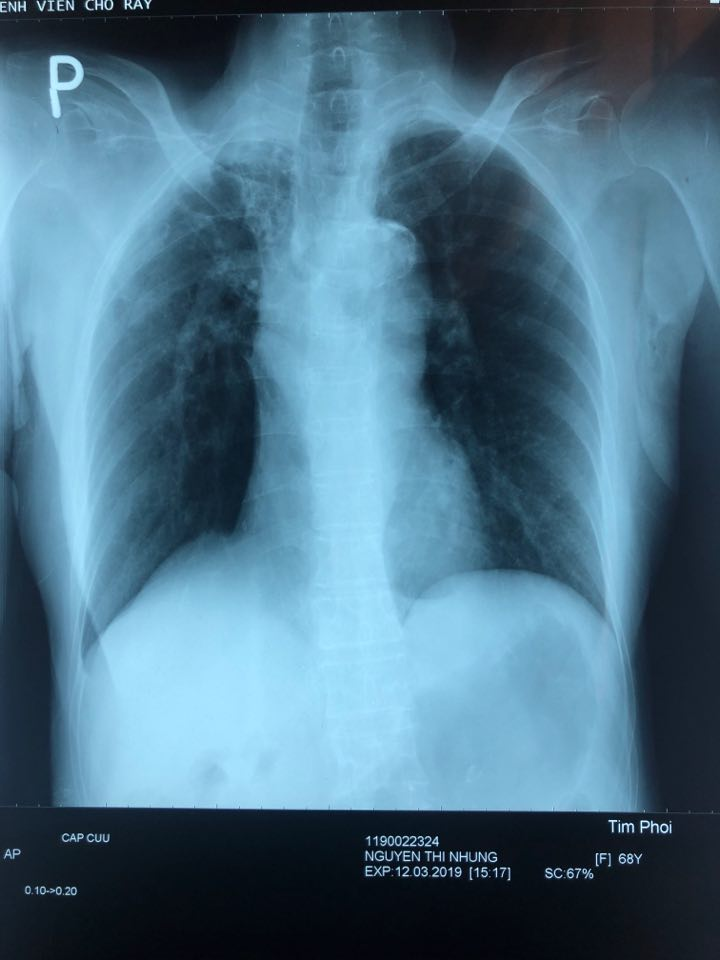 ENH VIEN CHO RAY
P
Tim Phoi
CAP CUU
1190022324
AP
NGUYEN THI NHUNG
[F] 68Y
EXP:12.03.2019 [15:17]
SC:67%
0.10->0.20